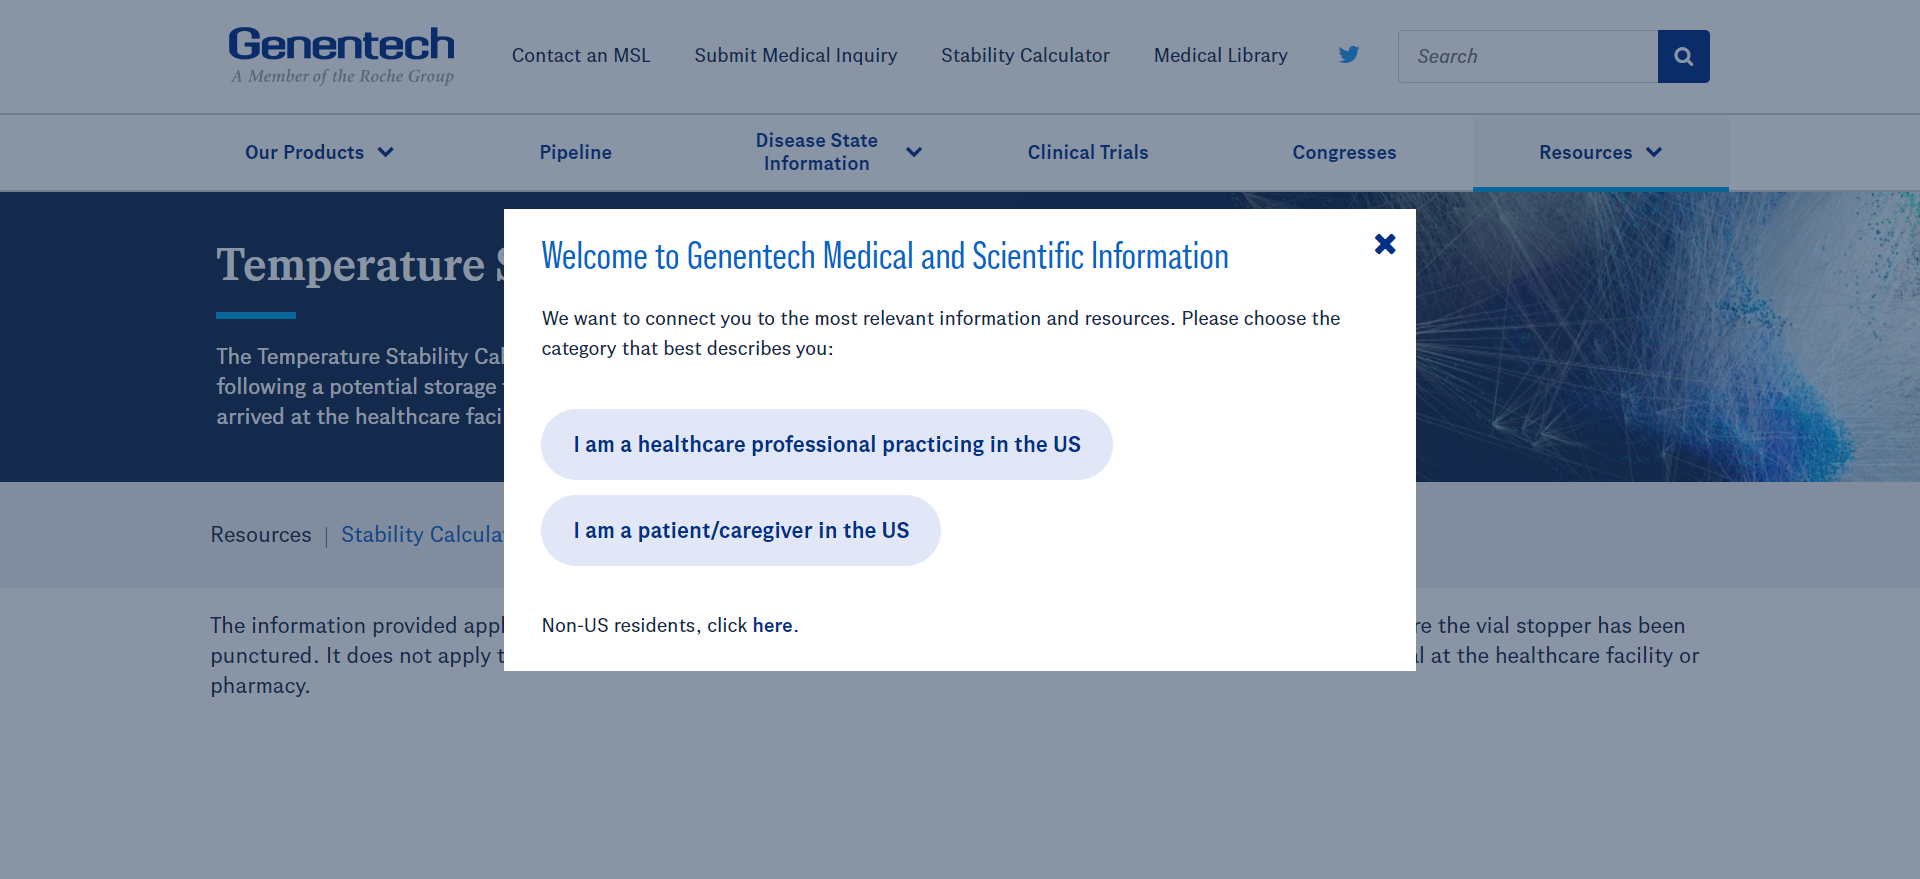 Genentech
A Member of the Roche Group
Contact an MSL
Submit Medical Inquiry
Stability Calculator
Medical Library
Search
Our Products
Pipeline
Disease State
Information
Clinical Trials
Congresses
Resources
Temperature
The Temperature Stability
following a potential storage
arrived at the healthcare
Welcome to Genentech Medical and Scientific Information
We want to connect you to the most relevant information and resources. Please choose the
category that best describes you:
I am a healthcare professional practicing in the US
I am a patient/caregiver in the US
Non-US residents, click here.
Resources | Stability
The information provided
the vial stopper has been
punctured. It does not apply
at the healthcare facility or
pharmacy.